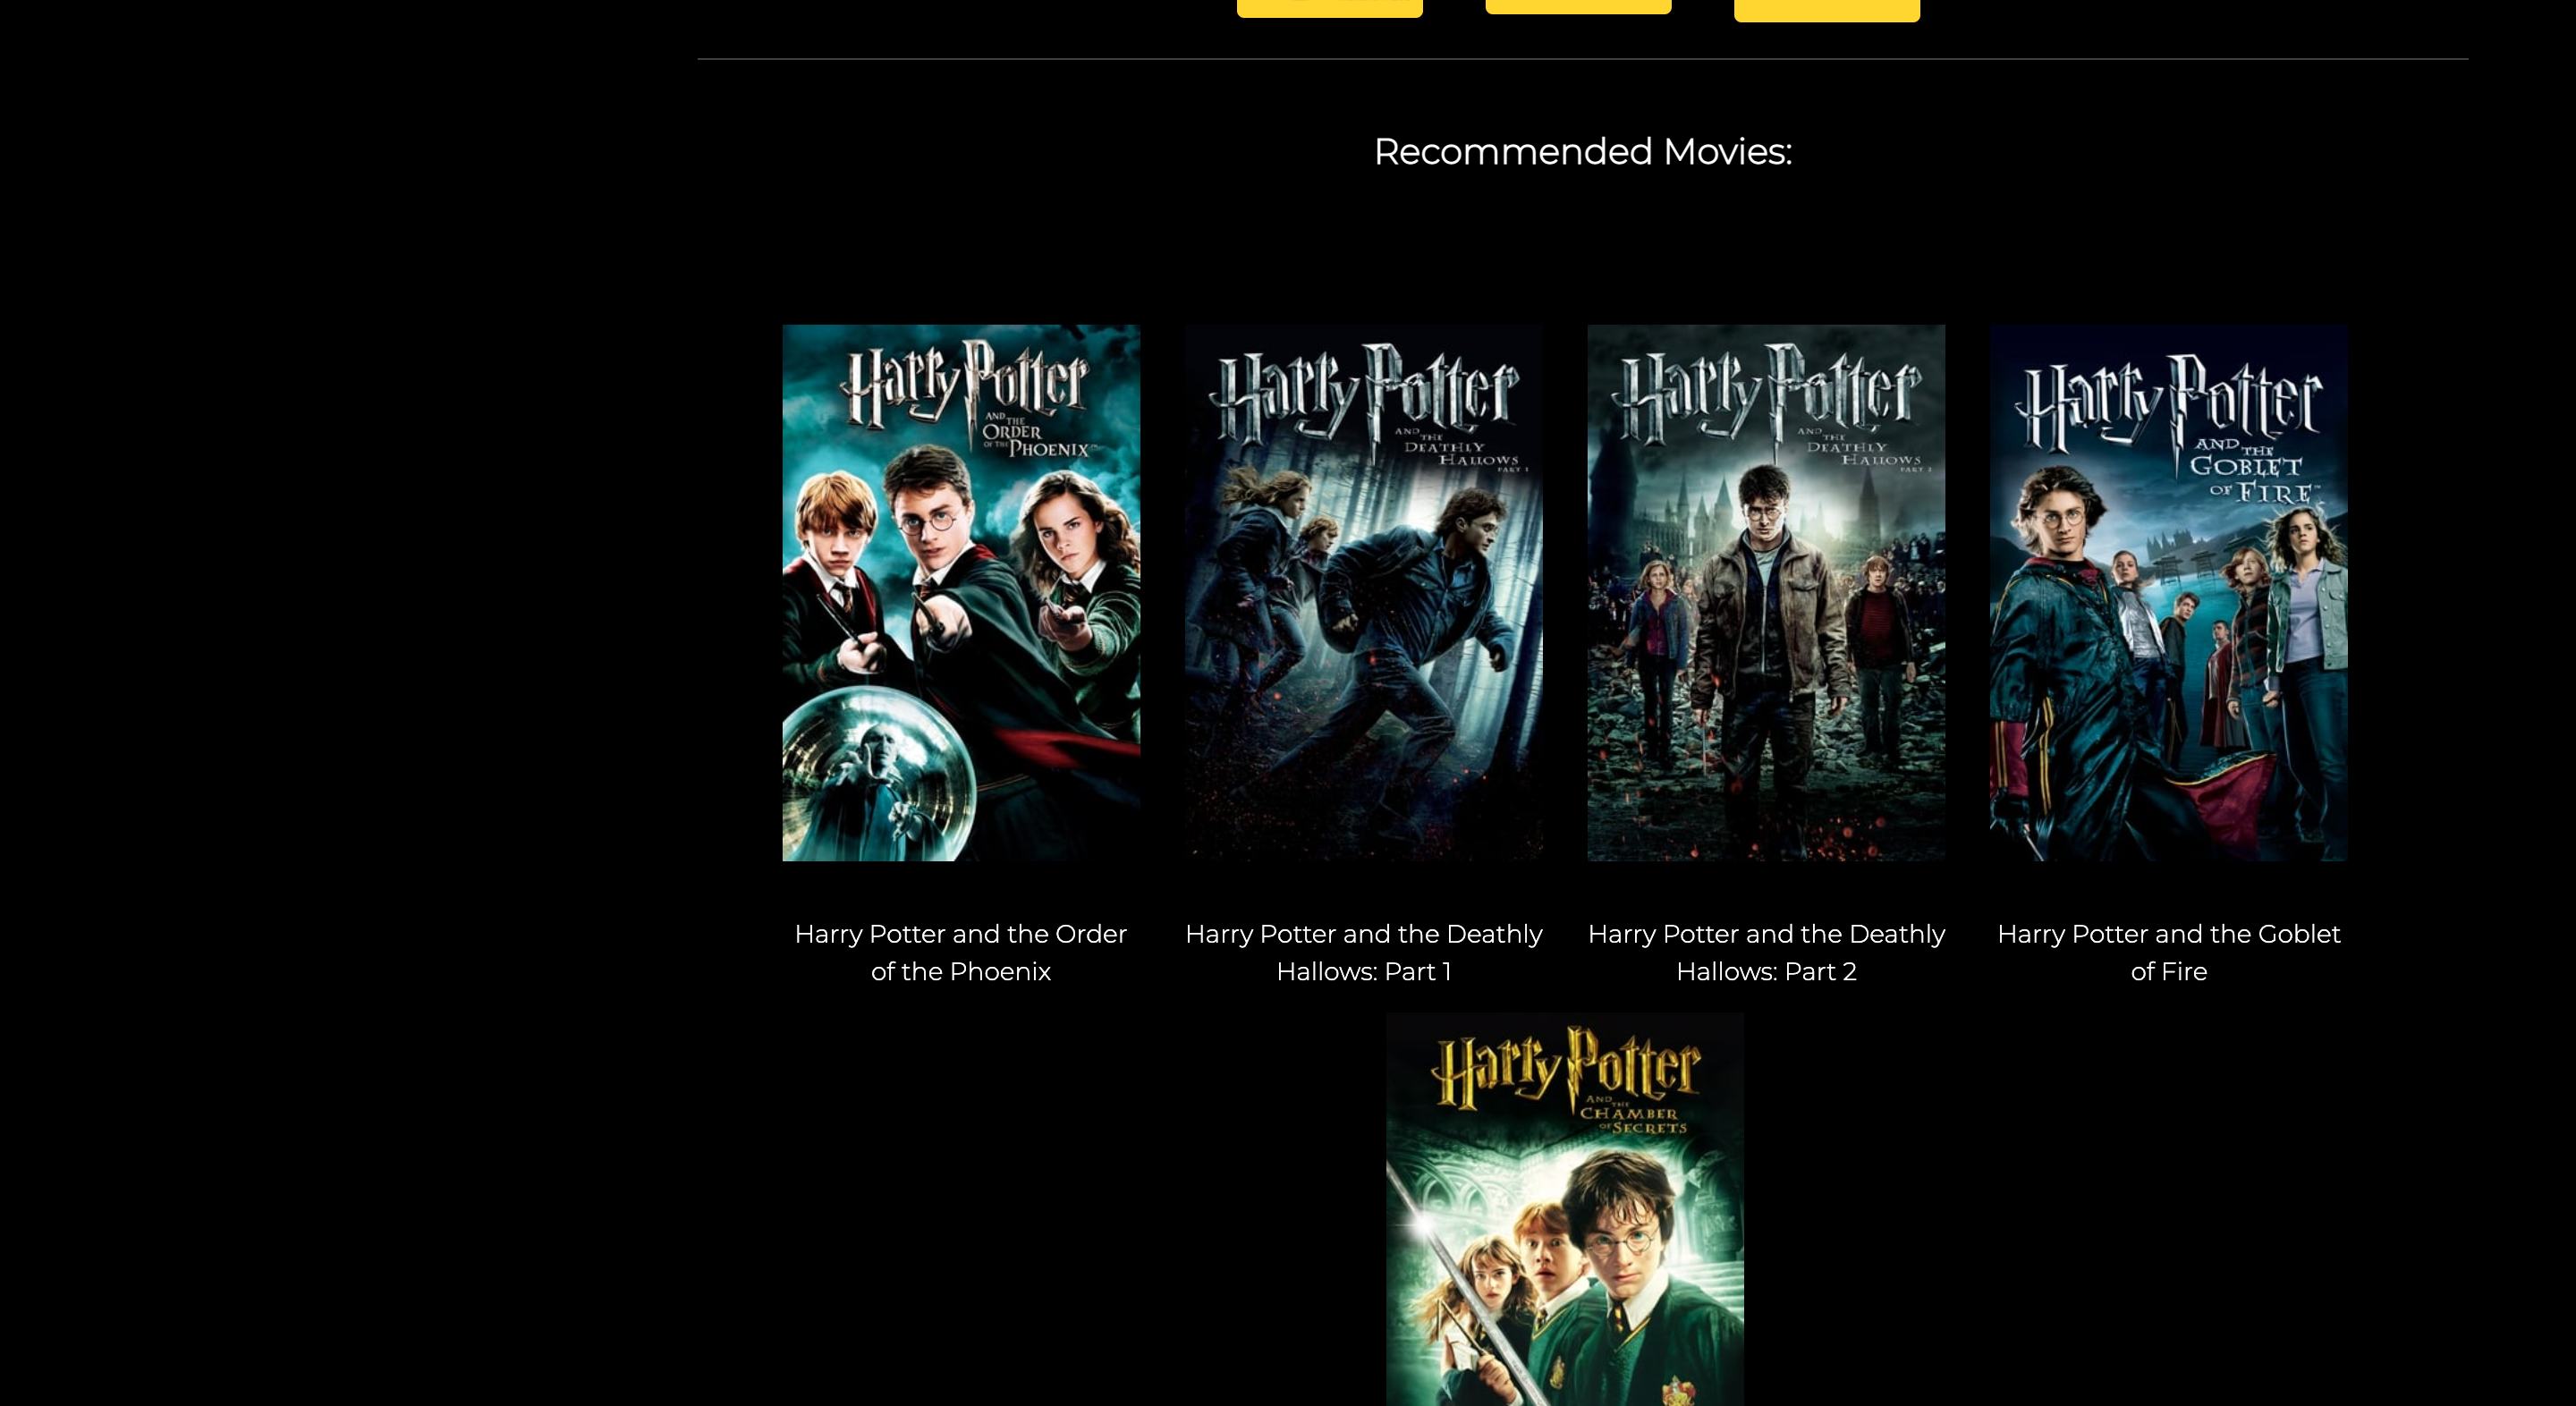 Recommended Movies:
Harry Potter
AND THE
ORDER
OF THE PHOENIX
Harry Potter
AND
THE
DEATHLY
HALLOWS
PART 1
Harry Potter
AND
THE
DEATHLY
HALLOWS
PART 2
Harry Potter
AND THE
GOBLET
OF FIRE
Harry Potter and the Order
of the Phoenix
Harry Potter and the Deathly
Hallows: Part 1
Harry Potter and the Deathly
Hallows: Part 2
Harry Potter and the Goblet
of Fire
Harry Potter
AND THE
CHAMBER
OF SECRETS